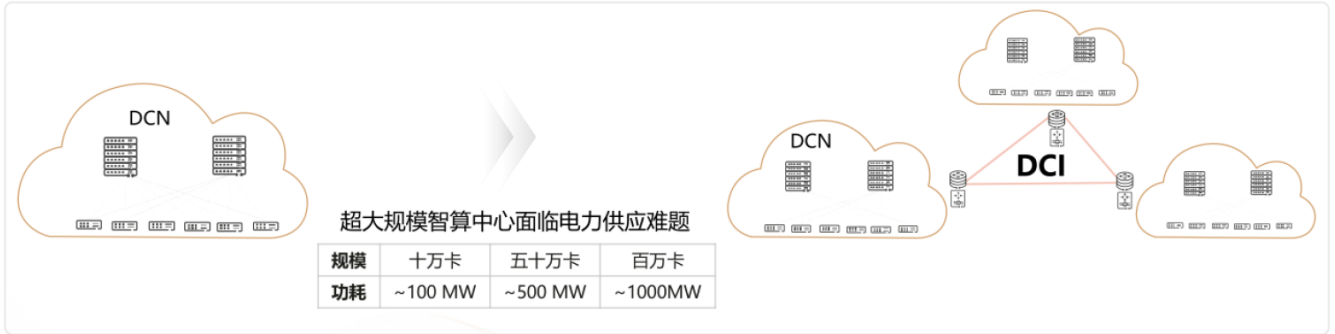 DCN
超大规模智算中心面临电力供应难题
规模 十万卡 五十万卡 百万卡
功耗 ~100 MW ~500 MW ~1000MW
DCN
DCI